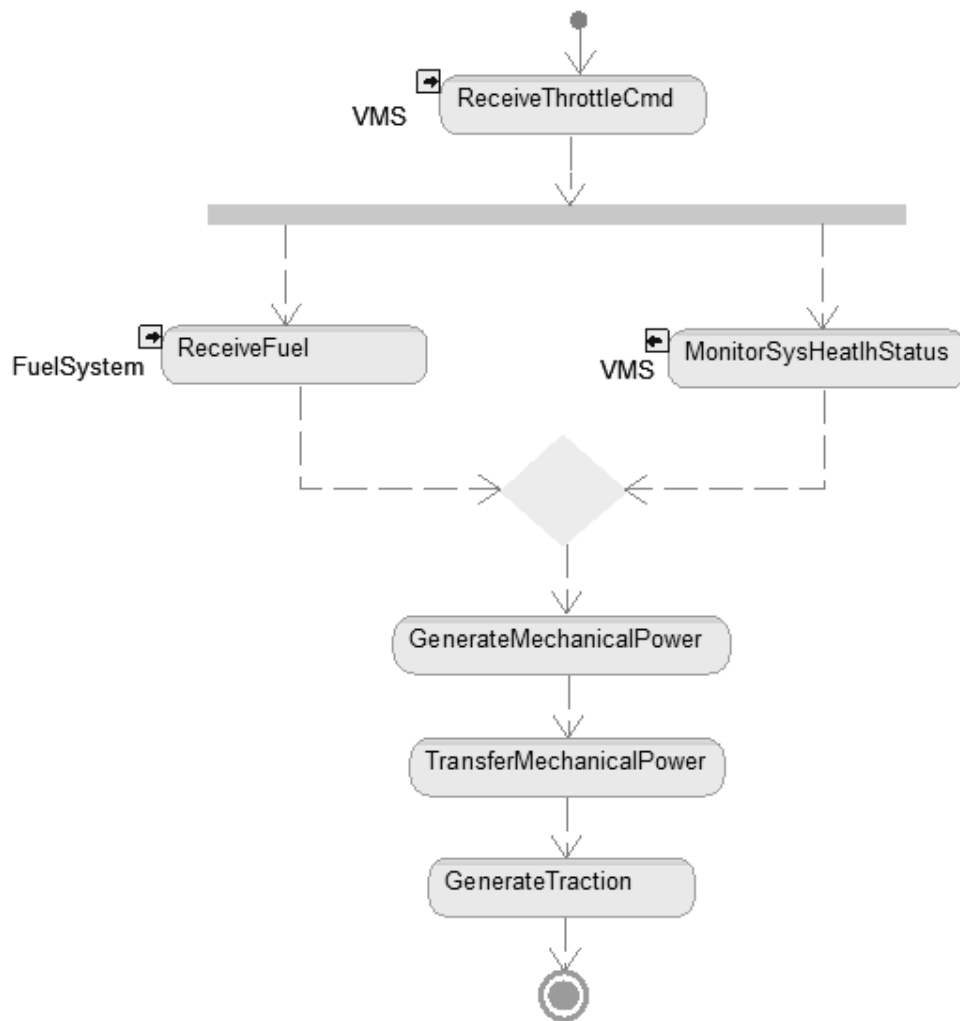 ReceiveThrottleCmd
VMS
ReceiveFuel
FuelSystem
MonitorSysHeatlhStatus
VMS
GenerateMechanicalPower
TransferMechanicalPower
GenerateTraction